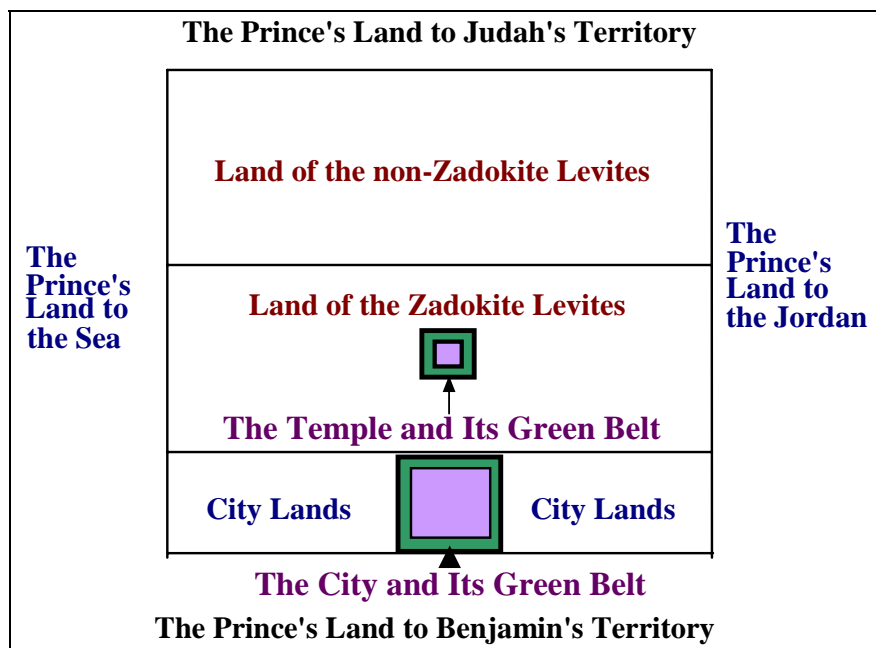 The Prince's Land to Judah's Territory
Land of the non-Zadokite Levites
The
Prince's
Land to
the Sea
The
Prince's
Land to
the Jordan
Land of the Zadokite Levites
The Temple and Its Green Belt
City Lands
City Lands
The City and Its Green Belt
The Prince's Land to Benjamin's Territory